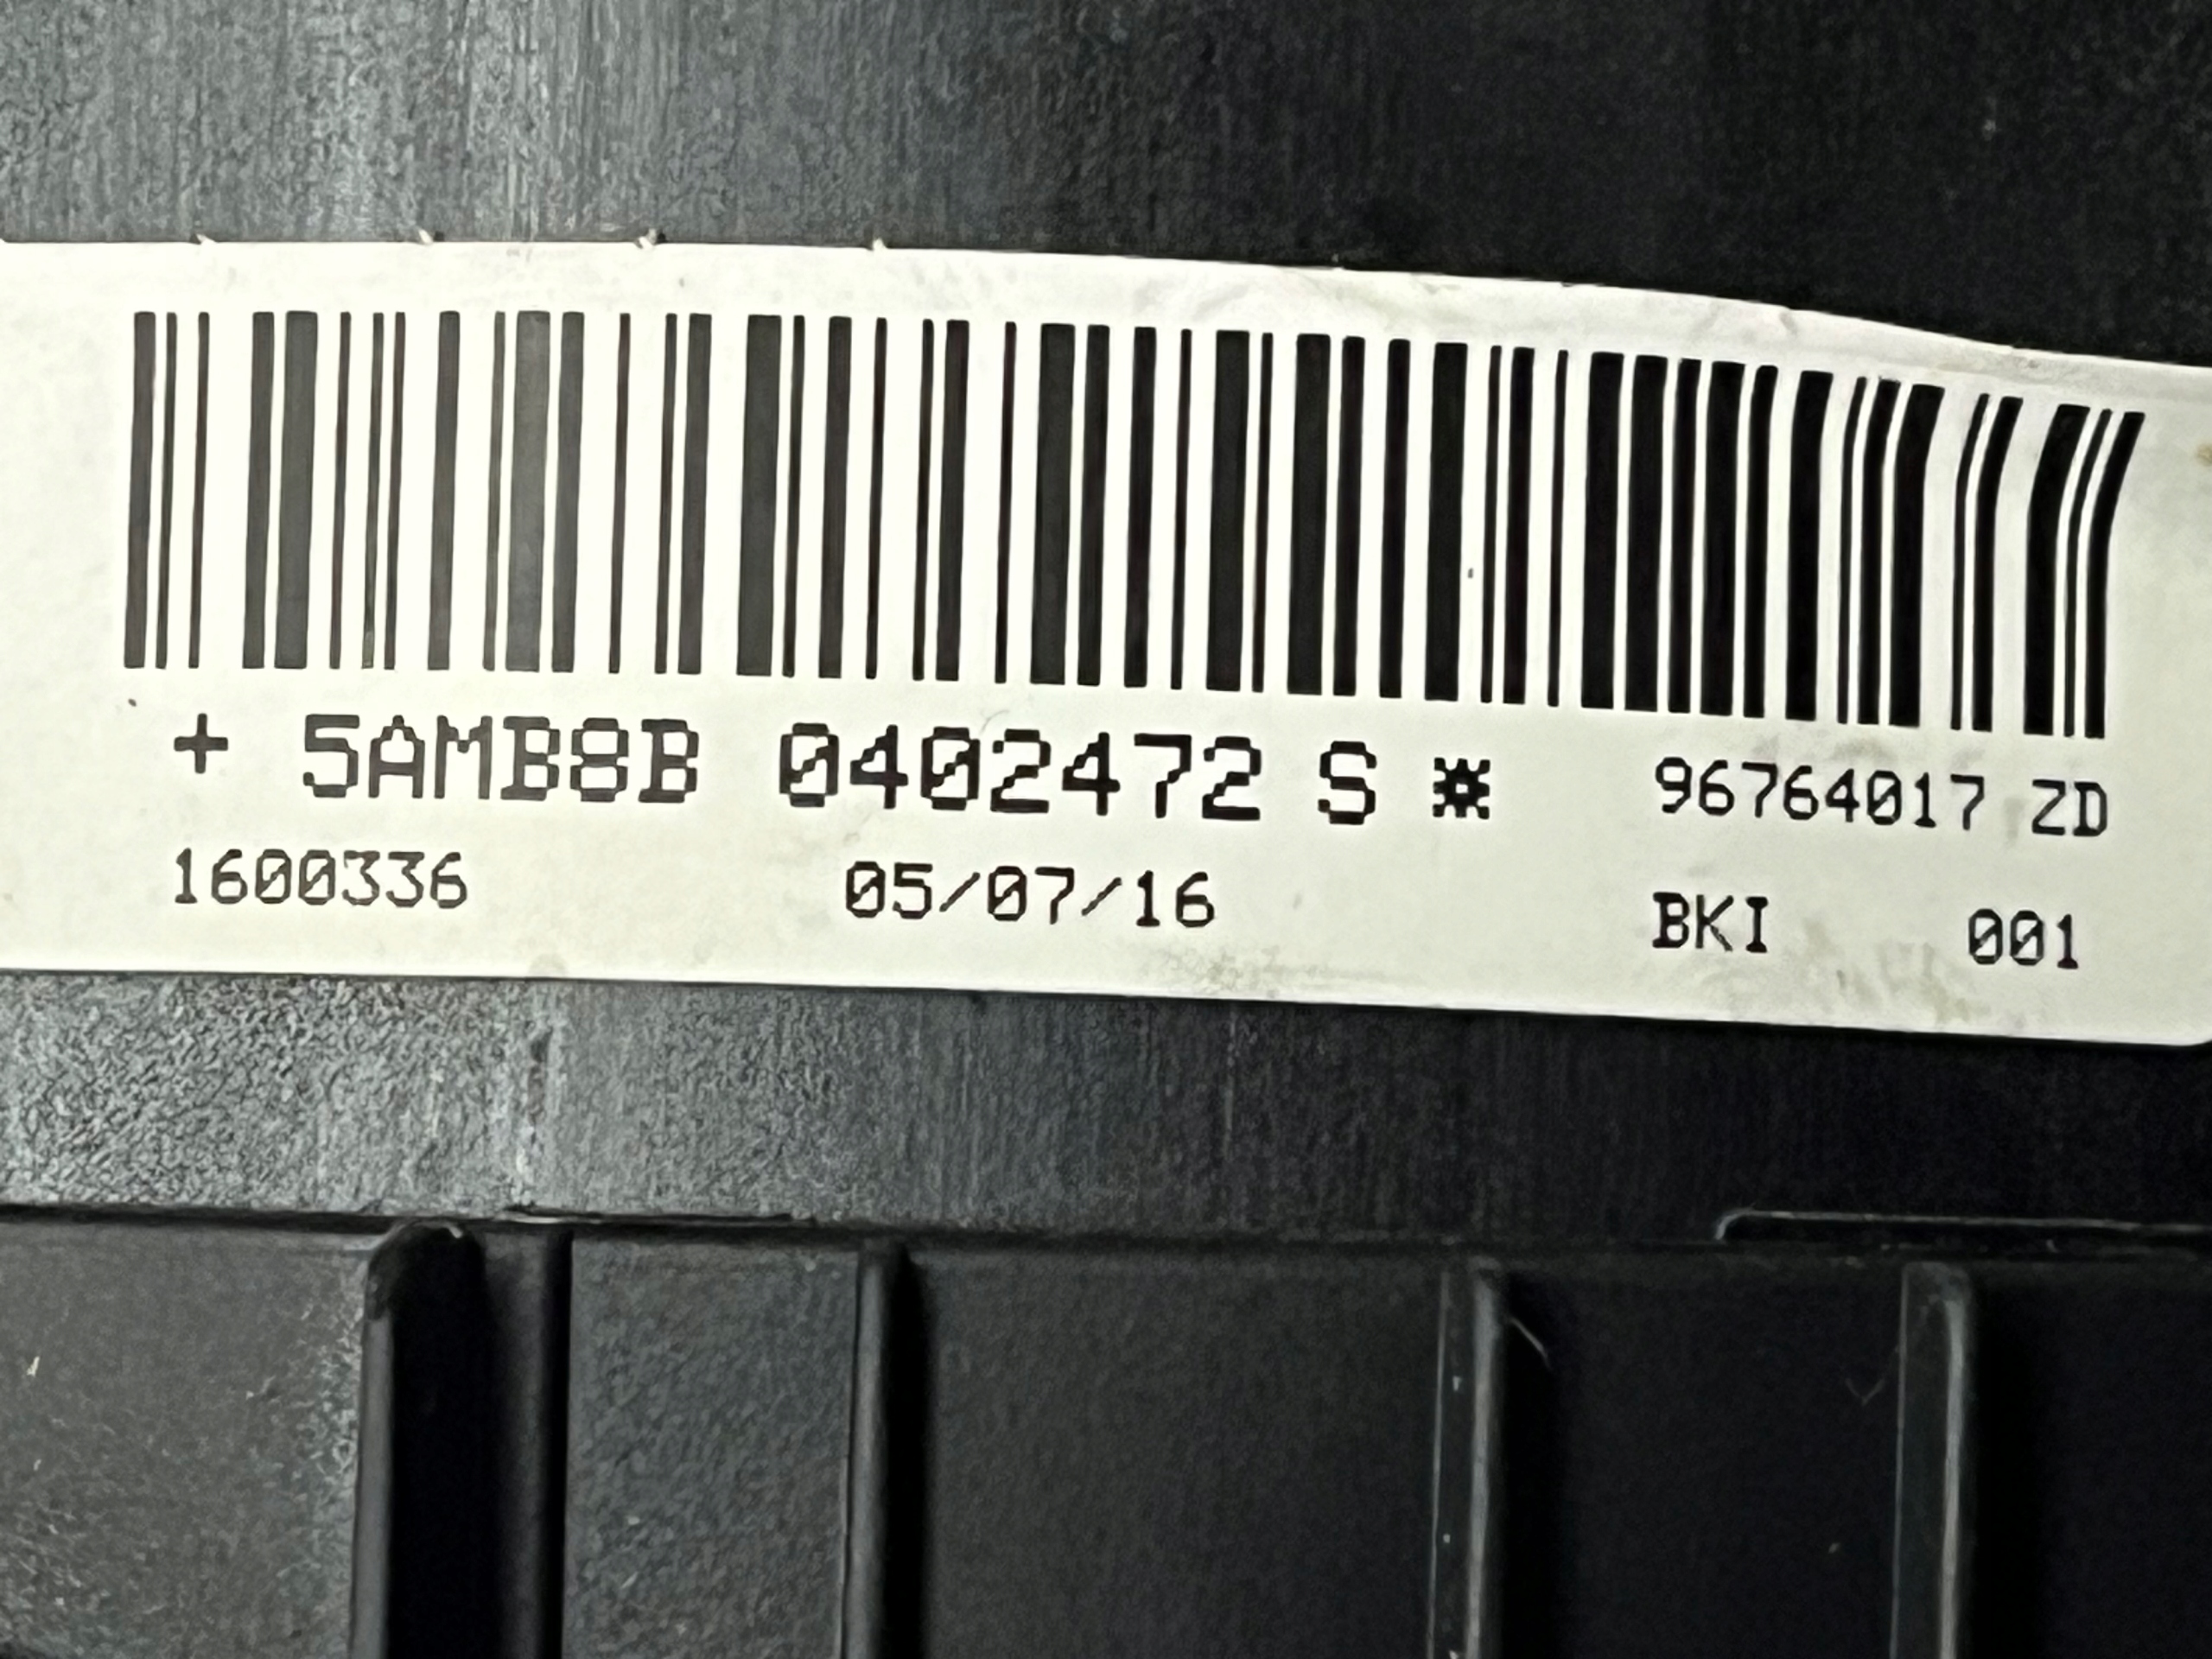 + 5AMB8B 0402472 S * 96764017 ZD
1600336 05/07/16 BKI 001